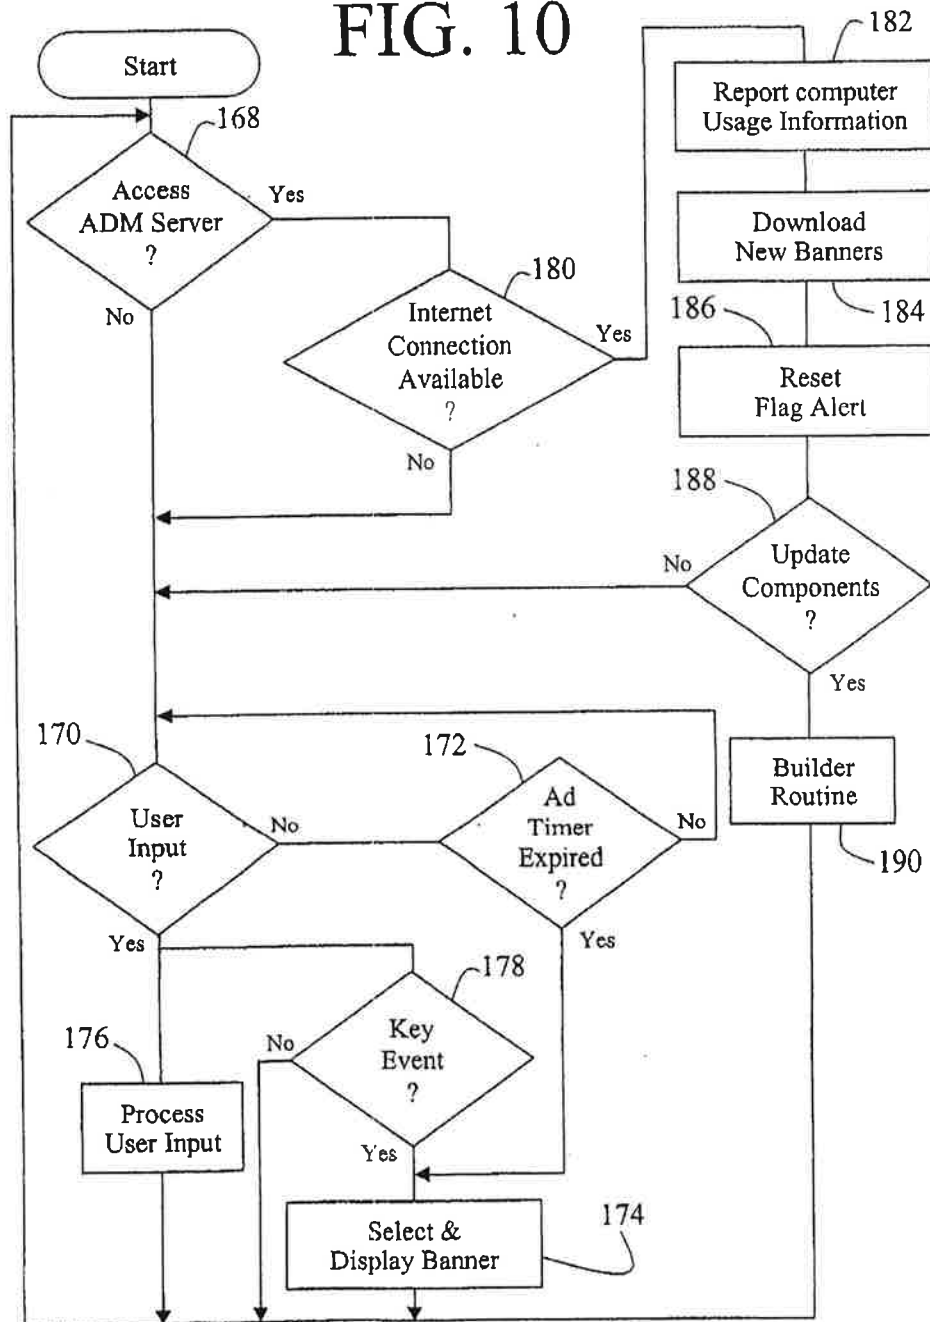 FIG. 10
Start
168
Access
ADM Server
?
Yes
No
180
Internet
Connection
Available
?
Yes
No
182
Report computer
Usage Information
Download
New Banners
184
186
Reset
Flag Alert
188
Update
Components
?
No
Yes
Builder
Routine
190
170
User
Input
?
No
Yes
172
Ad
Timer
Expired
?
No
Yes
178
Key
Event
?
No
Yes
176
Process
User Input
Select &
Display Banner
174